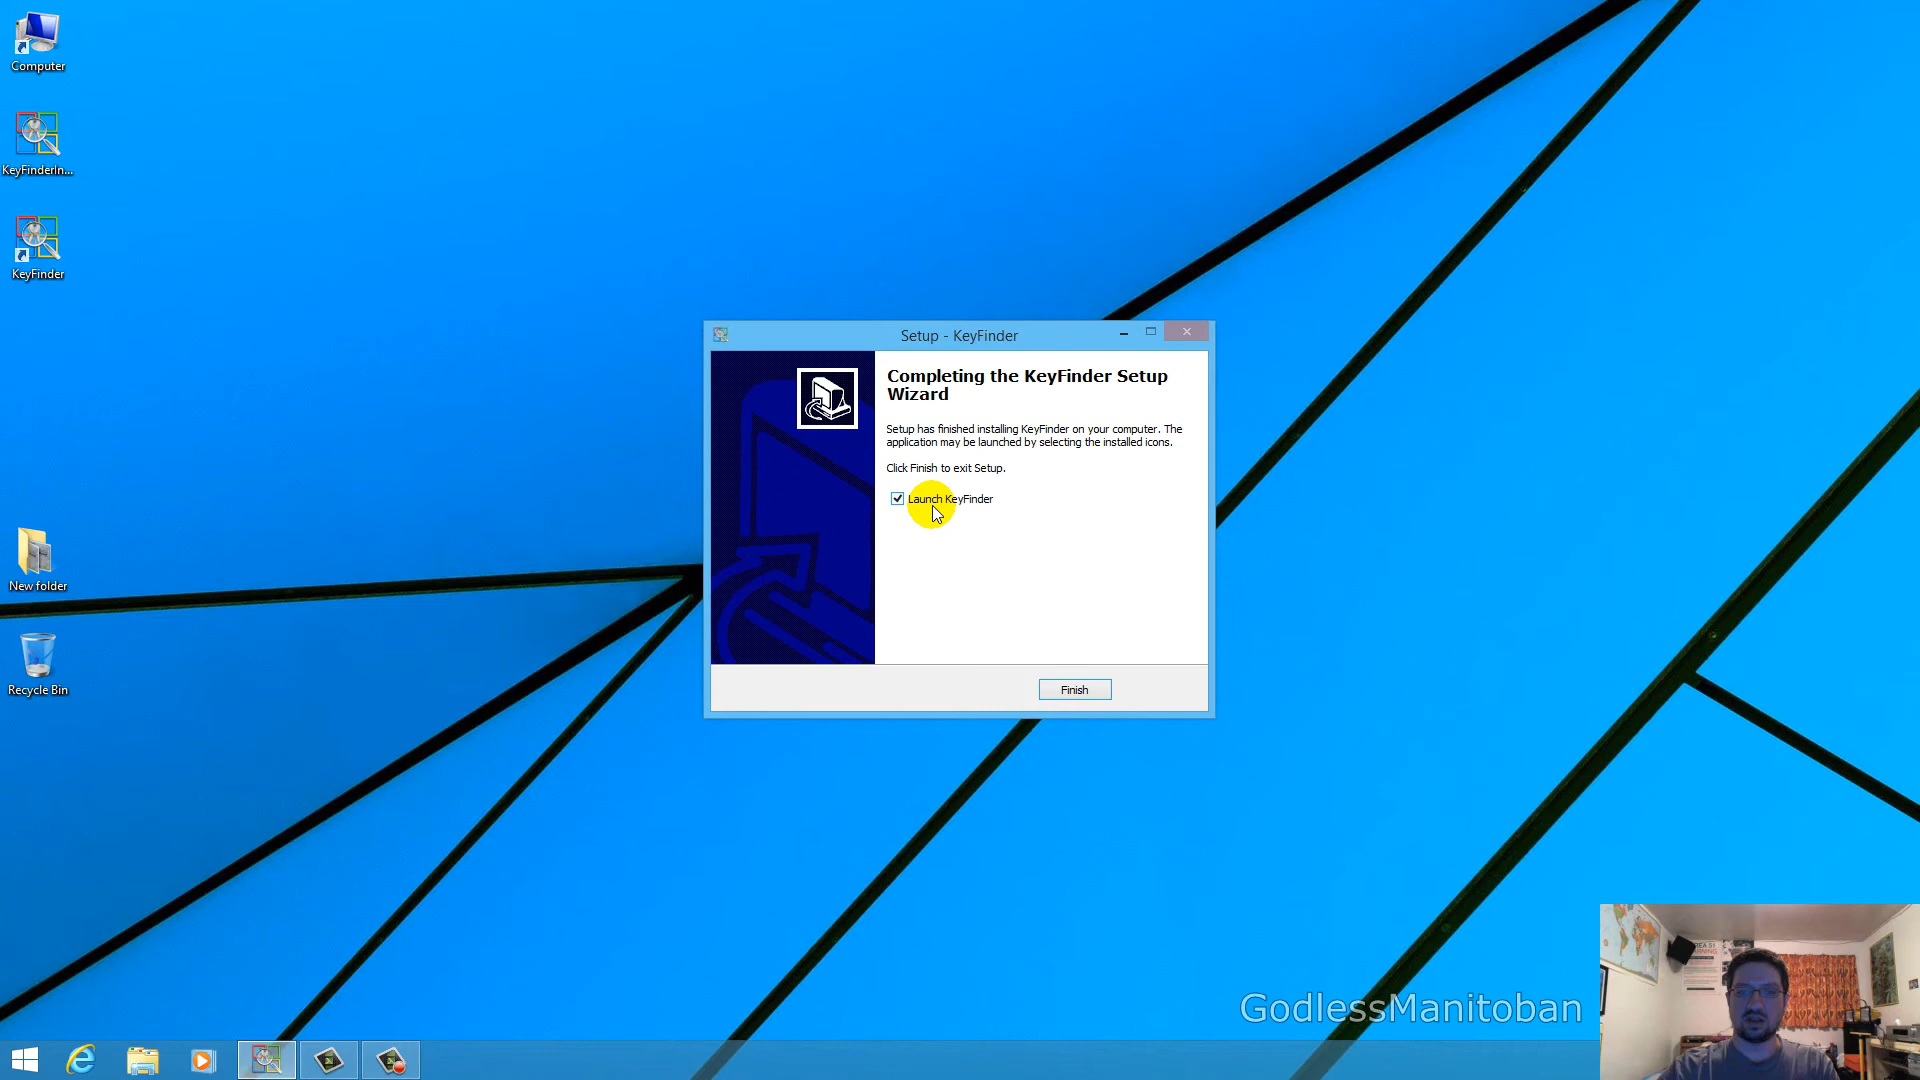 Computer
KeyFinderIn...
KeyFinder
New folder
Recycle Bin
Setup - KeyFinder
Completing the KeyFinder Setup
Wizard
Setup has finished installing KeyFinder on your computer. The
application may be launched by selecting the installed icons.
Click Finish to exit Setup.
Launch KeyFinder
Finish
GodlessManitoban